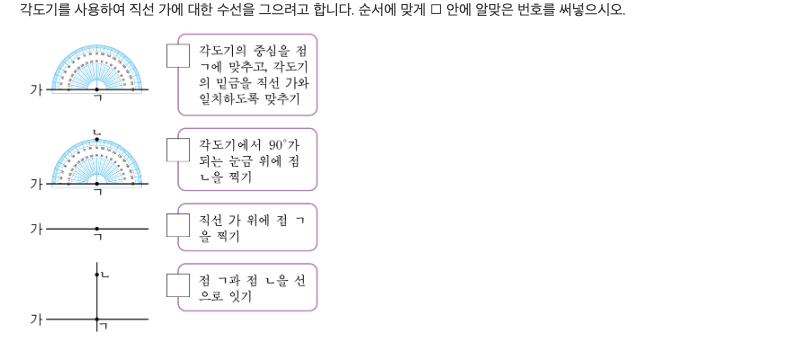 각도기를 사용하여 직선 가에 대한 수선을 그으려고 합니다. 순서에 맞게 □ 안에 알맞은 번호를 써넣으시오.
각도기의 중심을 점
ㄱ에 맞추고, 각도기
의 밑금을 직선 가와
일치하도록 맞추기
가
ㄱ
ㄴ
각도기에서 90°가
되는 눈금 위에 점
ㄴ을 찍기
가
ㄱ
직선 가 위에 점 ㄱ
을 찍기
가
ㄱ
ㄴ
점 ㄱ과 점 ㄴ을 선
으로 잇기
가
ㄱ